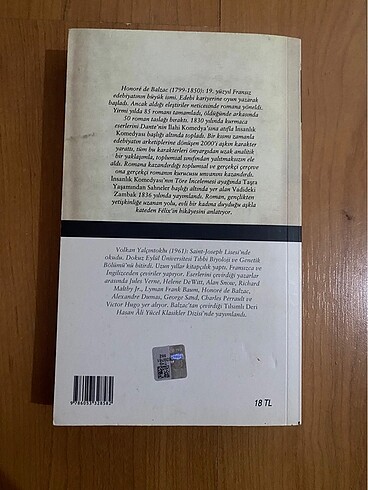 Honoré de Balzac (1799-1850): 19. yüzyıl Fransız
edebiyatının büyük ismi. Edebi kariyerine oyun yazarak
başladı. Ancak aldığı eleştiriler neticesinde romana yöneldi.
Yirmi yılda 85 romanı tamamladı, öldüğünde arkasında
50 roman taslağı bıraktı. 1830 yılında kurmaca
eserlerini Dante'nin İlahi Komedya'sına atıfla İnsanlık
Komedyası başlığı altında topladı. Bir kısmı zamanla
edebiyatın arketiplerine dönüşen 2000'i aşkın karakter
yarattı, tüm bu karakterleri önyargıdan uzak analitik
bir yaklaşımla, toplumsal sınıfından yalıtmaksızın ele
aldı. Romana kazandırdığı toplumsal ve gerçekçi çerçeve
ona gerçekçi romanın kurucusu unvanını kazandırdı.
İnsanlık Komedyası'nın Töre İncelemesi ayağında Taşra
Yaşamından Sahneler başlığı altında yer alan Vadideki
Zambak 1836 yılında yayımlandı. Roman, gençlikten
yetişkinliğe uzanan yolu, evli bir kadına duyduğu aşkla
kateden Félix'in hikâyesini anlatıyor.
Volkan Yalçıntoklu (1961): Saint-Joseph Lisesi'nde
okudu. Dokuz Eylül Üniversitesi Tıbbi Biyoloji ve Genetik
Bölümü'nü bitirdi. Uzun yıllar kitapçılık yaptı. Fransızca ve
İngilizceden çeviriler yapıyor. Eserlerini çevirdiği yazarlar
arasında Jules Verne, Helene DeWitt, Alan Snow, Richard
Maltby Jr., Lyman Frank Baum, Honoré de Balzac,
Alexandre Dumas, George Sand, Charles Perrault ve
Victor Hugo yer alıyor. Balzac'tan çevirdiği Tılsımlı Deri
Hasan Âli Yücel Klasikler Dizisi'nde yayımlandı.
18 TL